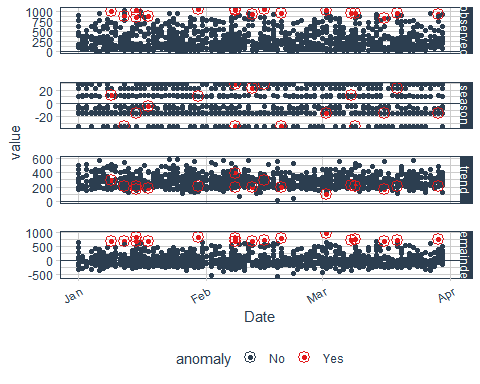 1000
750
500
250
0
observed
20
0
-20
season
value
600
400
200
0
trend
1000
500
0
-500
remainder
Jan
Feb
Mar
Apr
Date
anomaly No Yes